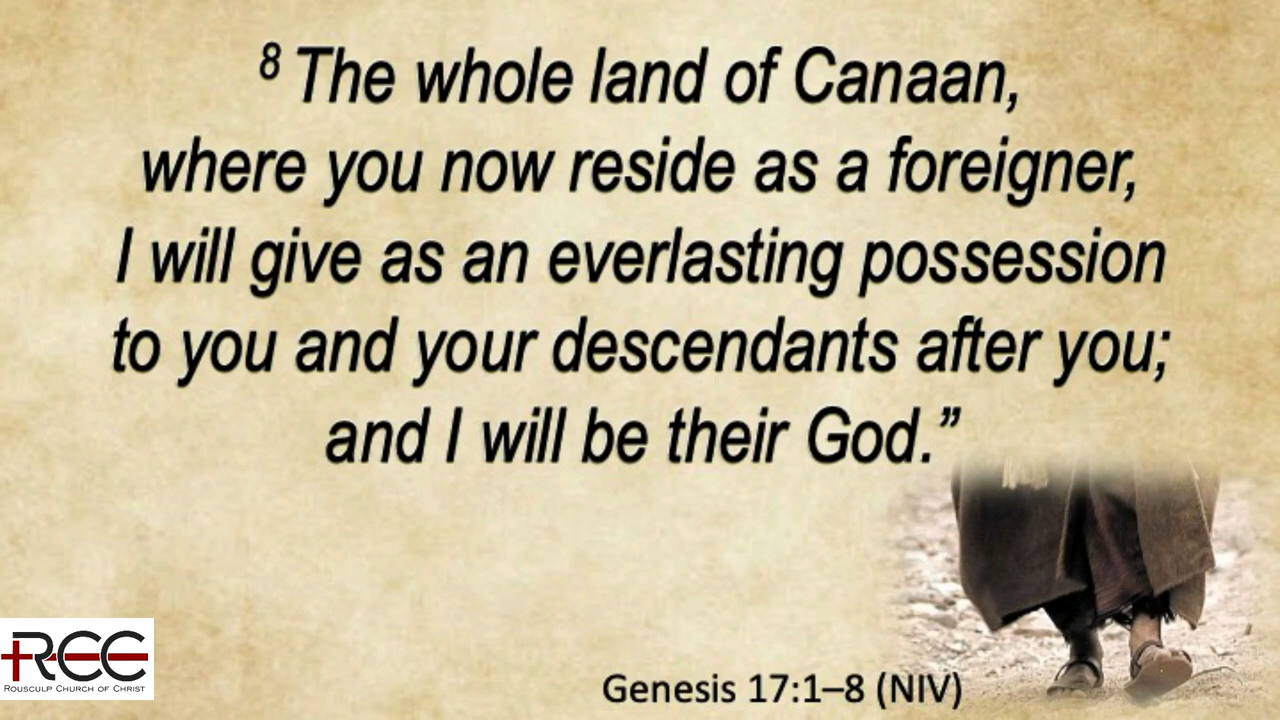 8 The whole land of Canaan,
where you now reside as a foreigner,
I will give as an everlasting possession
to you and your descendants after you;
and I will be their God.”
RCC
Rousculp Church of Christ
Genesis 17:1–8 (NIV)